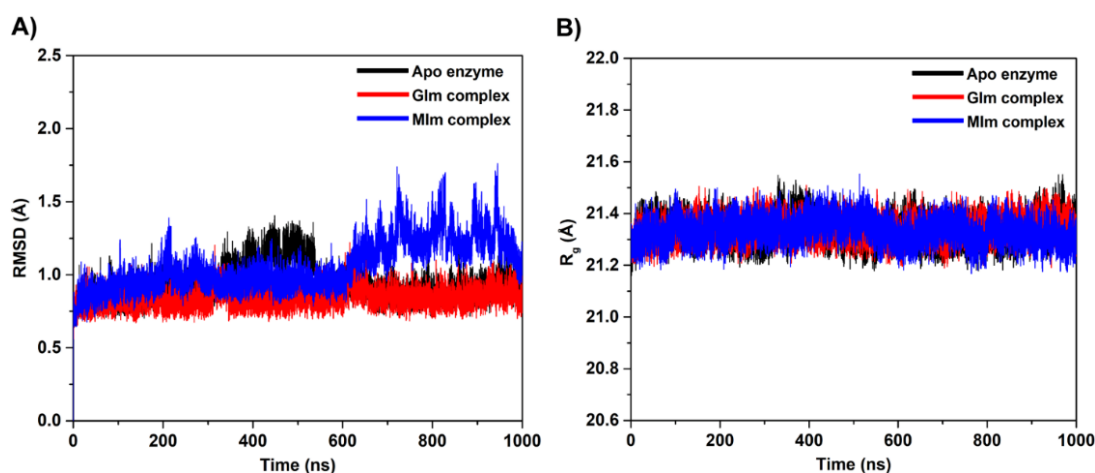 A)
2.5
2.0
1.5
1.0
0.5
0.0
RMSD (Å)
Apo enzyme
GIm complex
MIm complex
0 200 400 600 800 1000
Time (ns)
B)
22.0
21.8
21.6
21.4
21.2
21.0
20.8
20.6
Rg (Å)
Apo enzyme
GIm complex
MIm complex
0 200 400 600 800 1000
Time (ns)